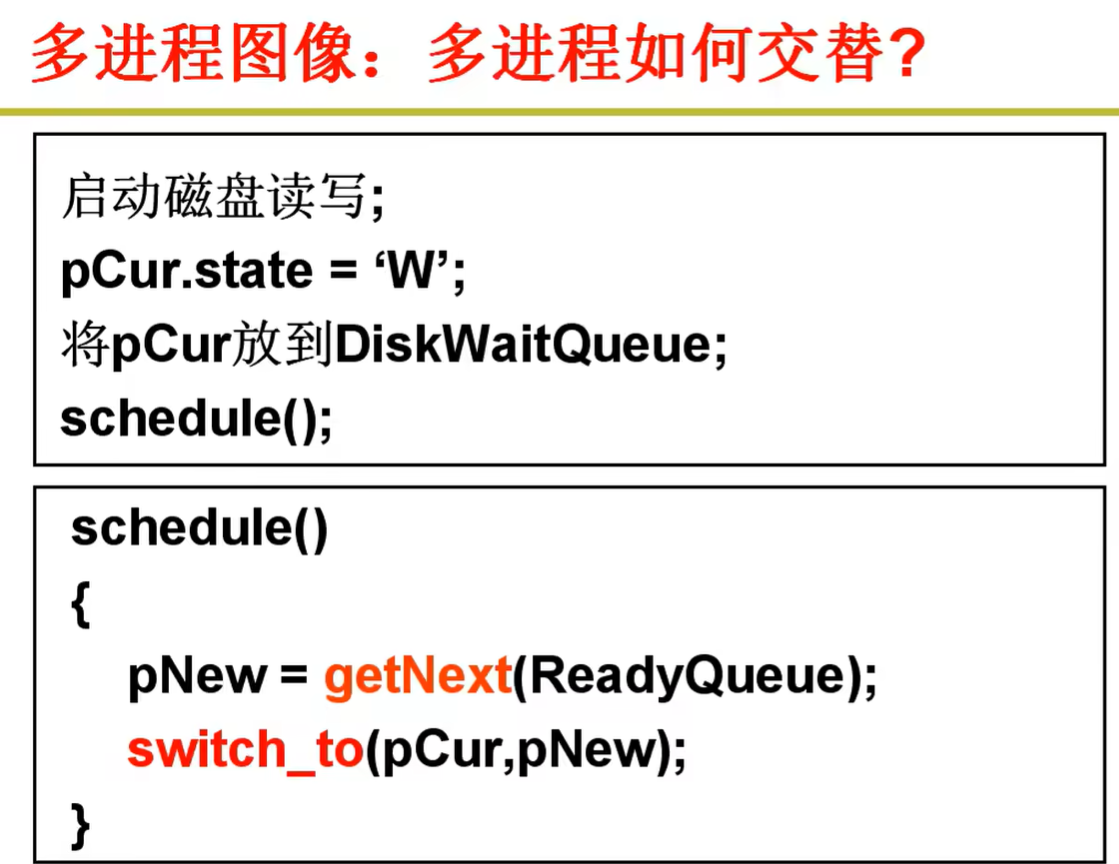 多进程图像：多进程如何交替?
启动磁盘读写;
pCur.state = ‘W’;
将pCur放到DiskWaitQueue;
schedule();
schedule()
{
pNew = getNext(ReadyQueue);
switch_to(pCur,pNew);
}